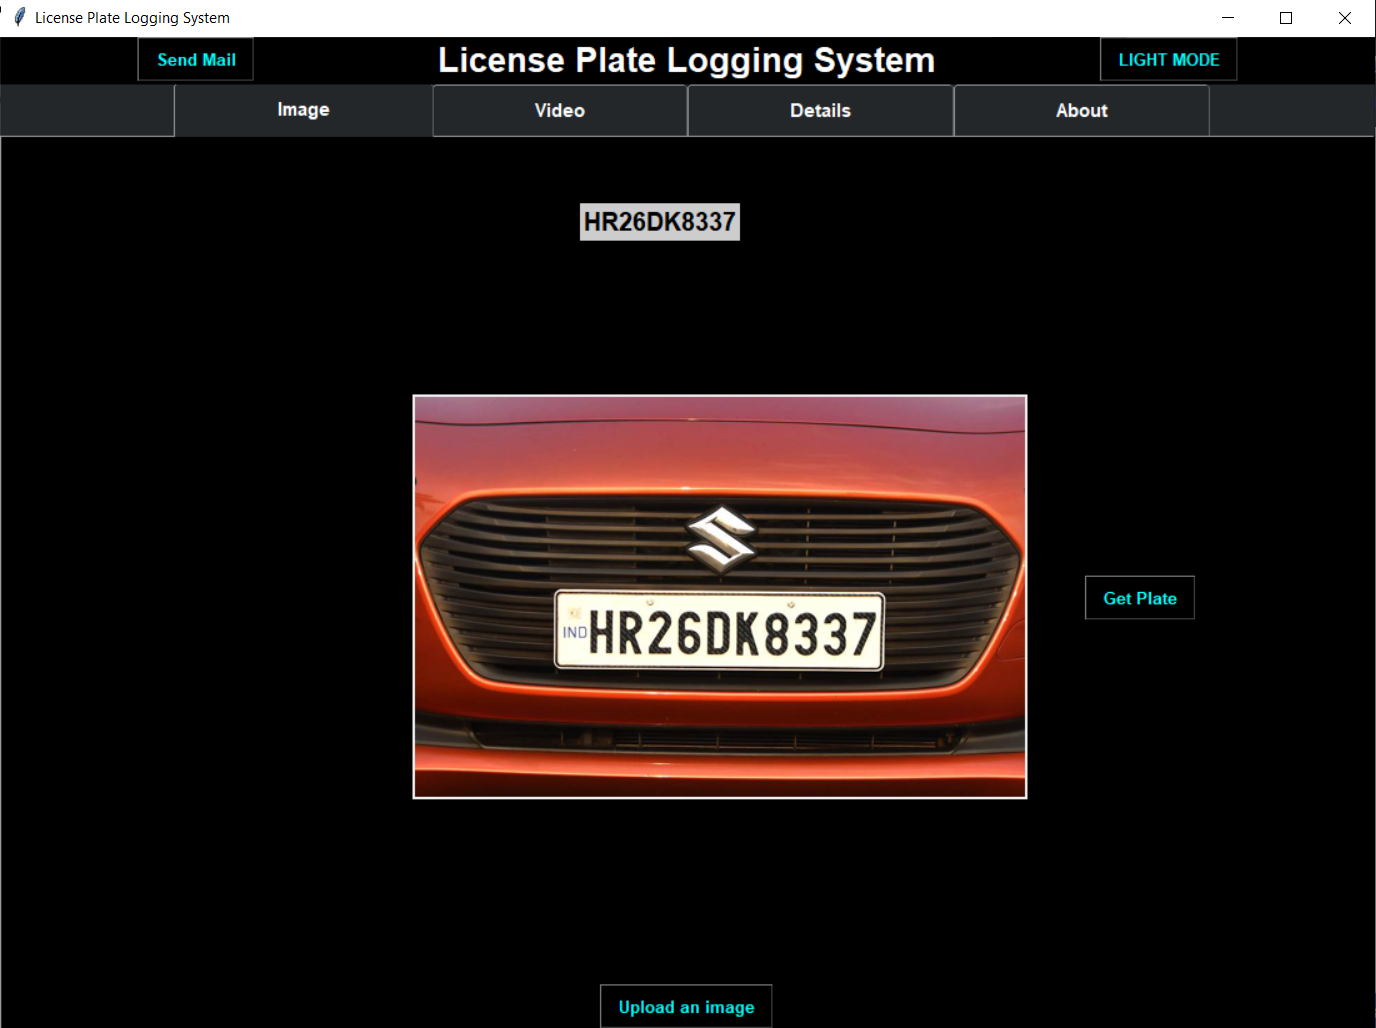 License Plate Logging System
Send Mail
License Plate Logging System
LIGHT MODE
Image
Video
Details
About
HR26DK8337
IND
HR26DK8337
Get Plate
Upload an image